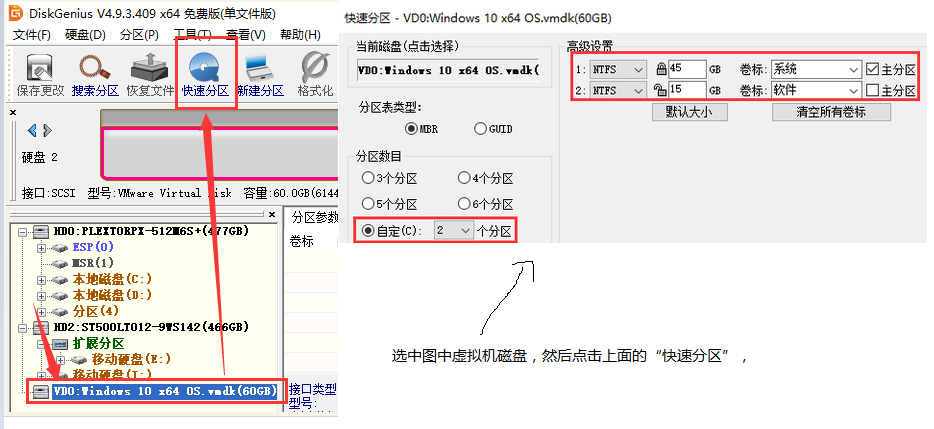 DiskGenius V4.9.3.409 x64 免费版(单文件版)
文件(F) 硬盘(D) 分区(P) 工具(T) 查看(V) 帮助(H)
保存更改 搜索分区 恢复文件 快速分区 新建分区 格式化
硬盘 2
接口:SCSI 型号:VMware Virtual Disk 容量:60.0GB(6144
HD0:PLEXTORPX-512M6S+(477GB)
ESP(0)
MSR(1)
本地磁盘(C:)
本地磁盘(D:)
分区(4)
HD2:ST500LT012-9WS142(466GB)
扩展分区
移动硬盘(E:)
移动硬盘(I:)
VD0:Windows 10 x64 OS.vmdk(60GB)
分区参数
卷标
接口类型
型号:
快速分区 - VD0:Windows 10 x64 OS.vmdk(60GB)
当前磁盘(点击选择)
VD0:Windows 10 x64 OS.vmdk(
分区表类型:
MBR GUID
分区数目
3个分区 4个分区
5个分区 6个分区
自定(C): 2 个分区
高级设置
1: NTFS 45 GB 卷标: 系统 主分区
2: NTFS 15 GB 卷标: 软件 主分区
默认大小 清空所有卷标
选中图中虚拟机磁盘，然后点击上面的“快速分区”，